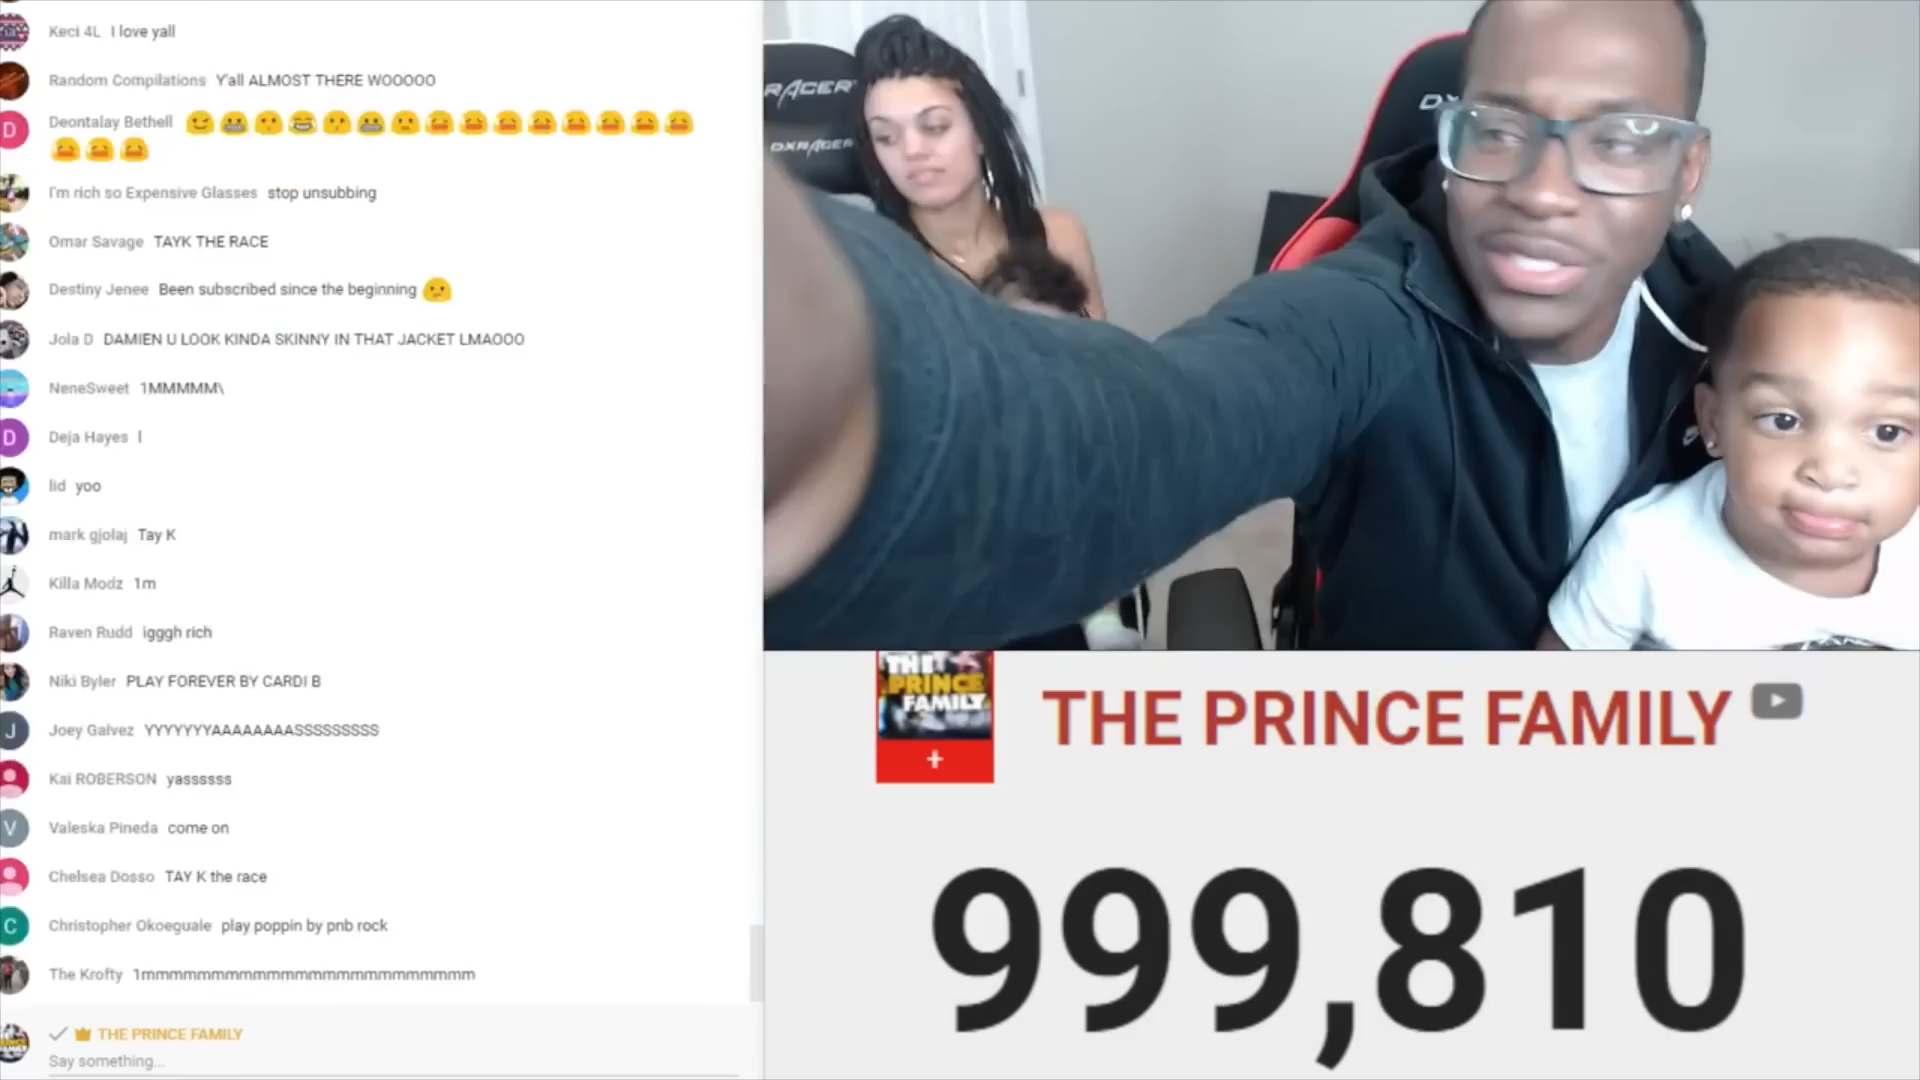 Keci 4L I love yall
Random Compilations Y'all ALMOST THERE WOOOOO
Deontalay Bethell
I'm rich so Expensive Glasses stop unsubbing
Omar Savage TAYK THE RACE
Destiny Jenee Been subscribed since the beginning
Jola D DAMIEN U LOOK KINDA SKINNY IN THAT JACKET LMAOOO
NeneSweet 1MMMMM\
D Deja Hayes I
lid yoo
mark gjolaj Tay K
Killa Modz 1m
Raven Rudd igggh rich
Niki Byler PLAY FOREVER BY CARDI B
J Joey Galvez YYYYYYYAAAAAAAASSSSSSSSS
Kai ROBERSON yassssss
V Valeska Pineda come on
Chelsea Dosso TAY K the race
C Christopher Okoeguale play poppin by pnb rock
The Krofty 1mmmmmmmmmmmmmmmmmmmmmmmm
THE PRINCE FAMILY
Say something...
RACER
DXRACER
DX
THE
PRINCE
FAMILY
+
THE PRINCE FAMILY
999,810